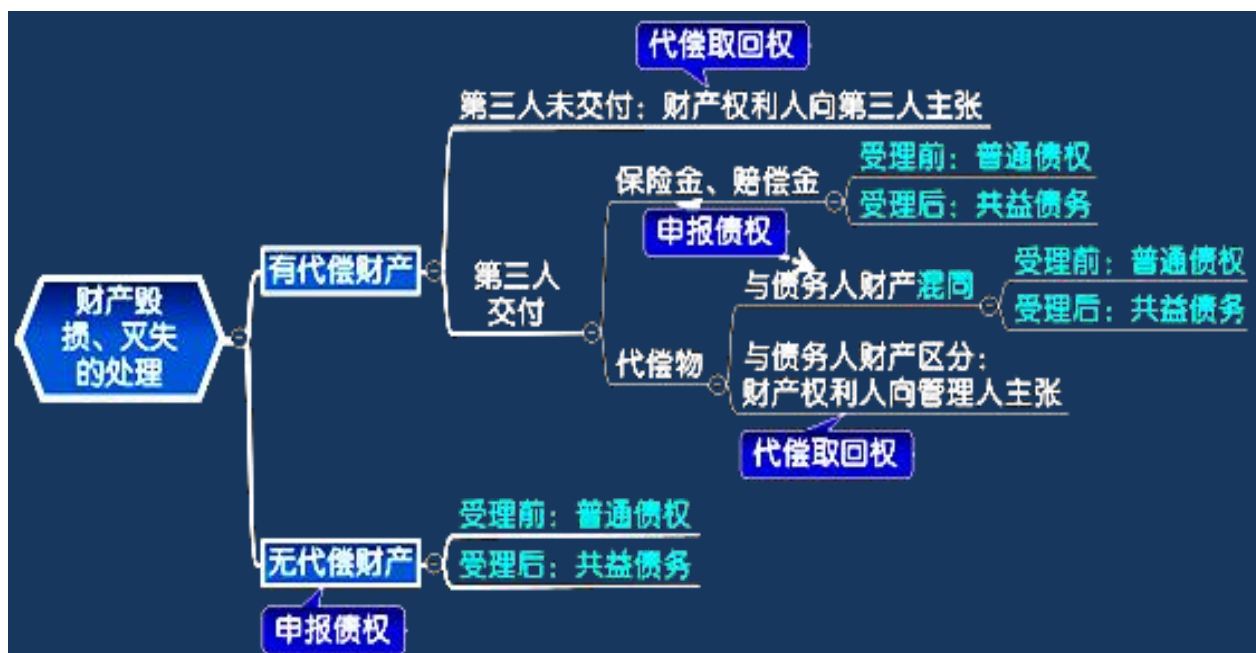 代偿取回权
第三人未交付：财产权利人向第三人主张
受理前：普通债权
保险金、赔偿金
受理后：共益债务
申报债权
有代偿财产
第三人
交付
与债务人财产混同
受理前：普通债权
受理后：共益债务
财产毁
损、灭失
的处理
代偿物
与债务人财产区分：
财产权利人向管理人主张
代偿取回权
受理前：普通债权
无代偿财产
受理后：共益债务
申报债权